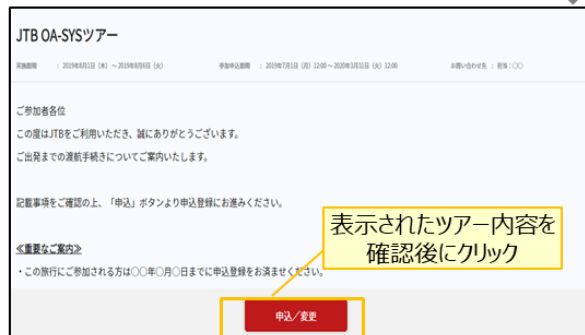 JTB OA-SYSツアー
実施期間 : 2019年8月1日（木）～2019年8月6日（火） 参加申込期間 : 2019年7月1日（月）12:00～2020年3月31日（火）12:00 お問い合わせ先 : 担当：〇〇
ご参加者各位
この度はJTBをご利用いただき、誠にありがとうございます。
ご出発までの渡航手続きについてご案内いたします。
記載事項をご確認の上、「申込」ボタンより申込登録にお進みください。
表示されたツアー内容を
確認後にクリック
≪重要なご案内≫
・この旅行にご参加される方は〇〇年〇月〇日までに申込登録をお済ませください。
申込／変更